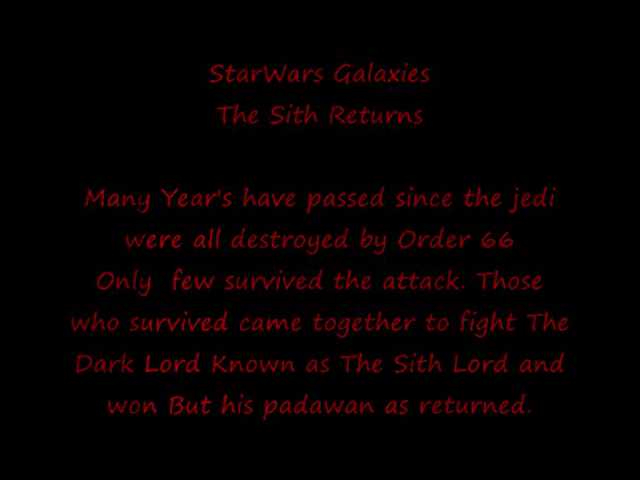 StarWars Galaxies
The Sith Returns
Many Year's have passed since the jedi
were all destroyed by Order 66
Only  few survived the attack. Those
who survived came together to fight The
Dark Lord Known as The Sith Lord and
won But his padawan as returned.